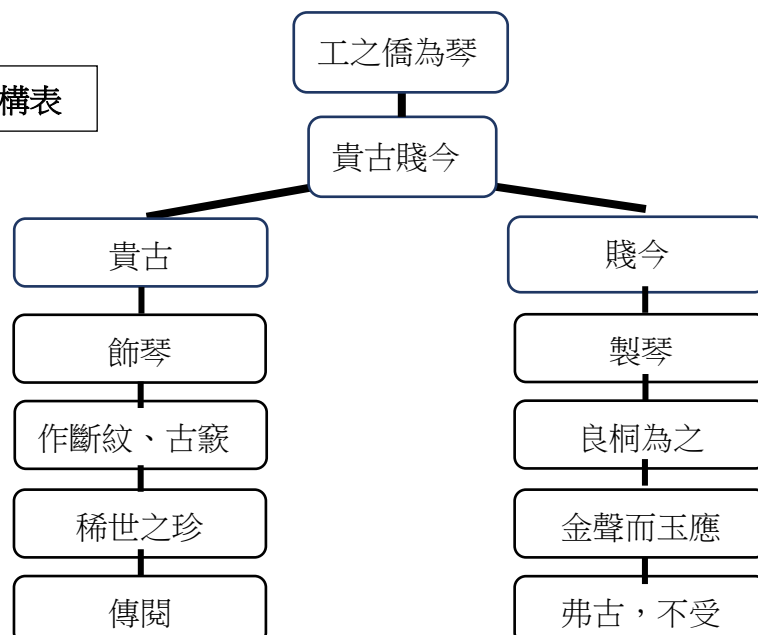 工之僑為琴
構表
貴古賤今
貴古
賤今
飾琴
製琴
作斷紋、古窾
良桐為之
稀世之珍
金聲而玉應
傳閱
弗古，不受